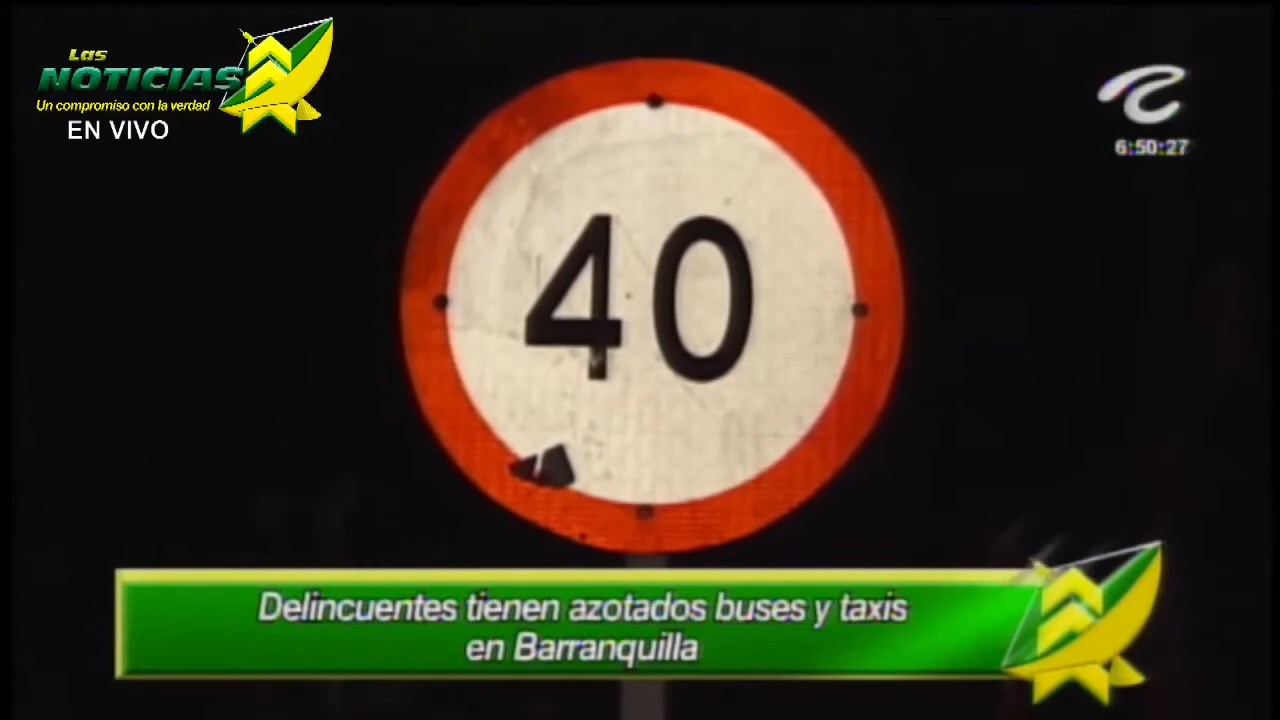 Las
NOTICIAS
Un compromiso con la verdad
EN VIVO
6:50:27
40
Delincuentes tienen azotados buses y taxis
en Barranquilla